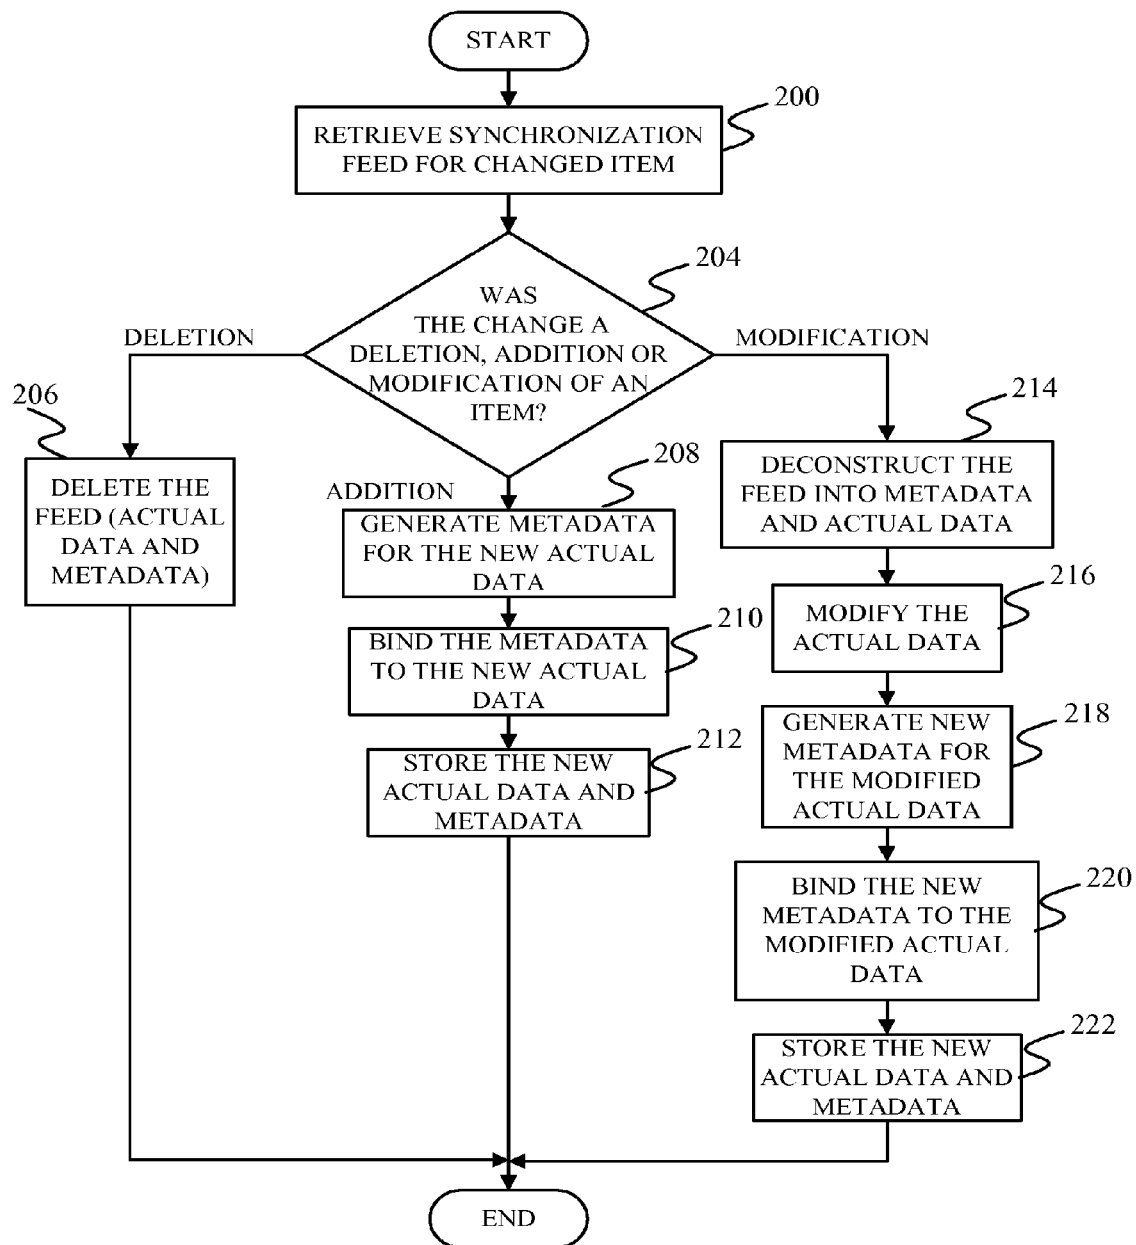 START
200
RETRIEVE SYNCHRONIZATION
FEED FOR CHANGED ITEM
204
WAS
THE CHANGE A
DELETION, ADDITION OR
MODIFICATION OF AN
ITEM?
DELETION
MODIFICATION
206
DELETE THE
FEED (ACTUAL
DATA AND
METADATA)
ADDITION
208
GENERATE METADATA
FOR THE NEW ACTUAL
DATA
210
BIND THE METADATA
TO THE NEW ACTUAL
DATA
212
STORE THE NEW
ACTUAL DATA AND
METADATA
214
DECONSTRUCT THE
FEED INTO METADATA
AND ACTUAL DATA
216
MODIFY THE
ACTUAL DATA
218
GENERATE NEW
METADATA FOR
THE MODIFIED
ACTUAL DATA
220
BIND THE NEW
METADATA TO THE
MODIFIED ACTUAL
DATA
222
STORE THE NEW
ACTUAL DATA AND
METADATA
END